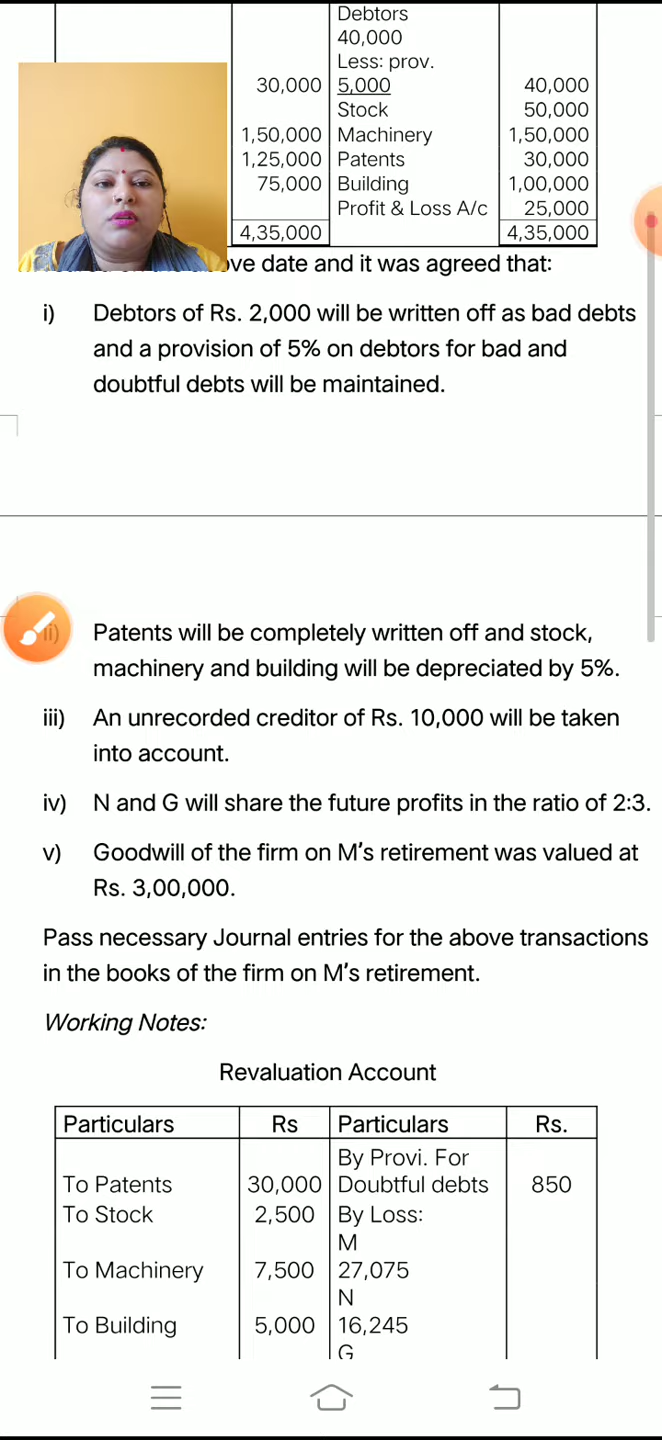 Debtors
40,000
Less: prov.
30,000 5,000 40,000
Stock 50,000
1,50,000 Machinery 1,50,000
1,25,000 Patents 30,000
75,000 Building 1,00,000
Profit & Loss A/c 25,000
4,35,000 4,35,000
ve date and it was agreed that:
i) Debtors of Rs. 2,000 will be written off as bad debts
and a provision of 5% on debtors for bad and
doubtful debts will be maintained.
ii) Patents will be completely written off and stock,
machinery and building will be depreciated by 5%.
iii) An unrecorded creditor of Rs. 10,000 will be taken
into account.
iv) N and G will share the future profits in the ratio of 2:3.
v) Goodwill of the firm on M's retirement was valued at
Rs. 3,00,000.
Pass necessary Journal entries for the above transactions
in the books of the firm on M's retirement.
Working Notes:
Revaluation Account
Particulars Rs Particulars Rs.
By Provi. For
To Patents 30,000 Doubtful debts 850
To Stock 2,500 By Loss:
M
To Machinery 7,500 27,075
N
To Building 5,000 16,245
G